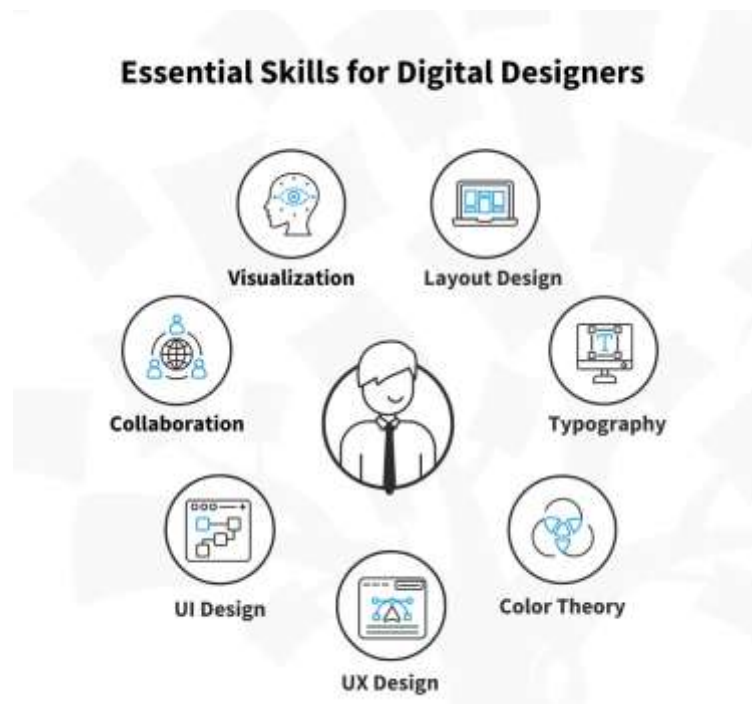 Essential Skills for Digital Designers
Visualization
Layout Design
Collaboration
Typography
UI Design
Color Theory
UX Design
T